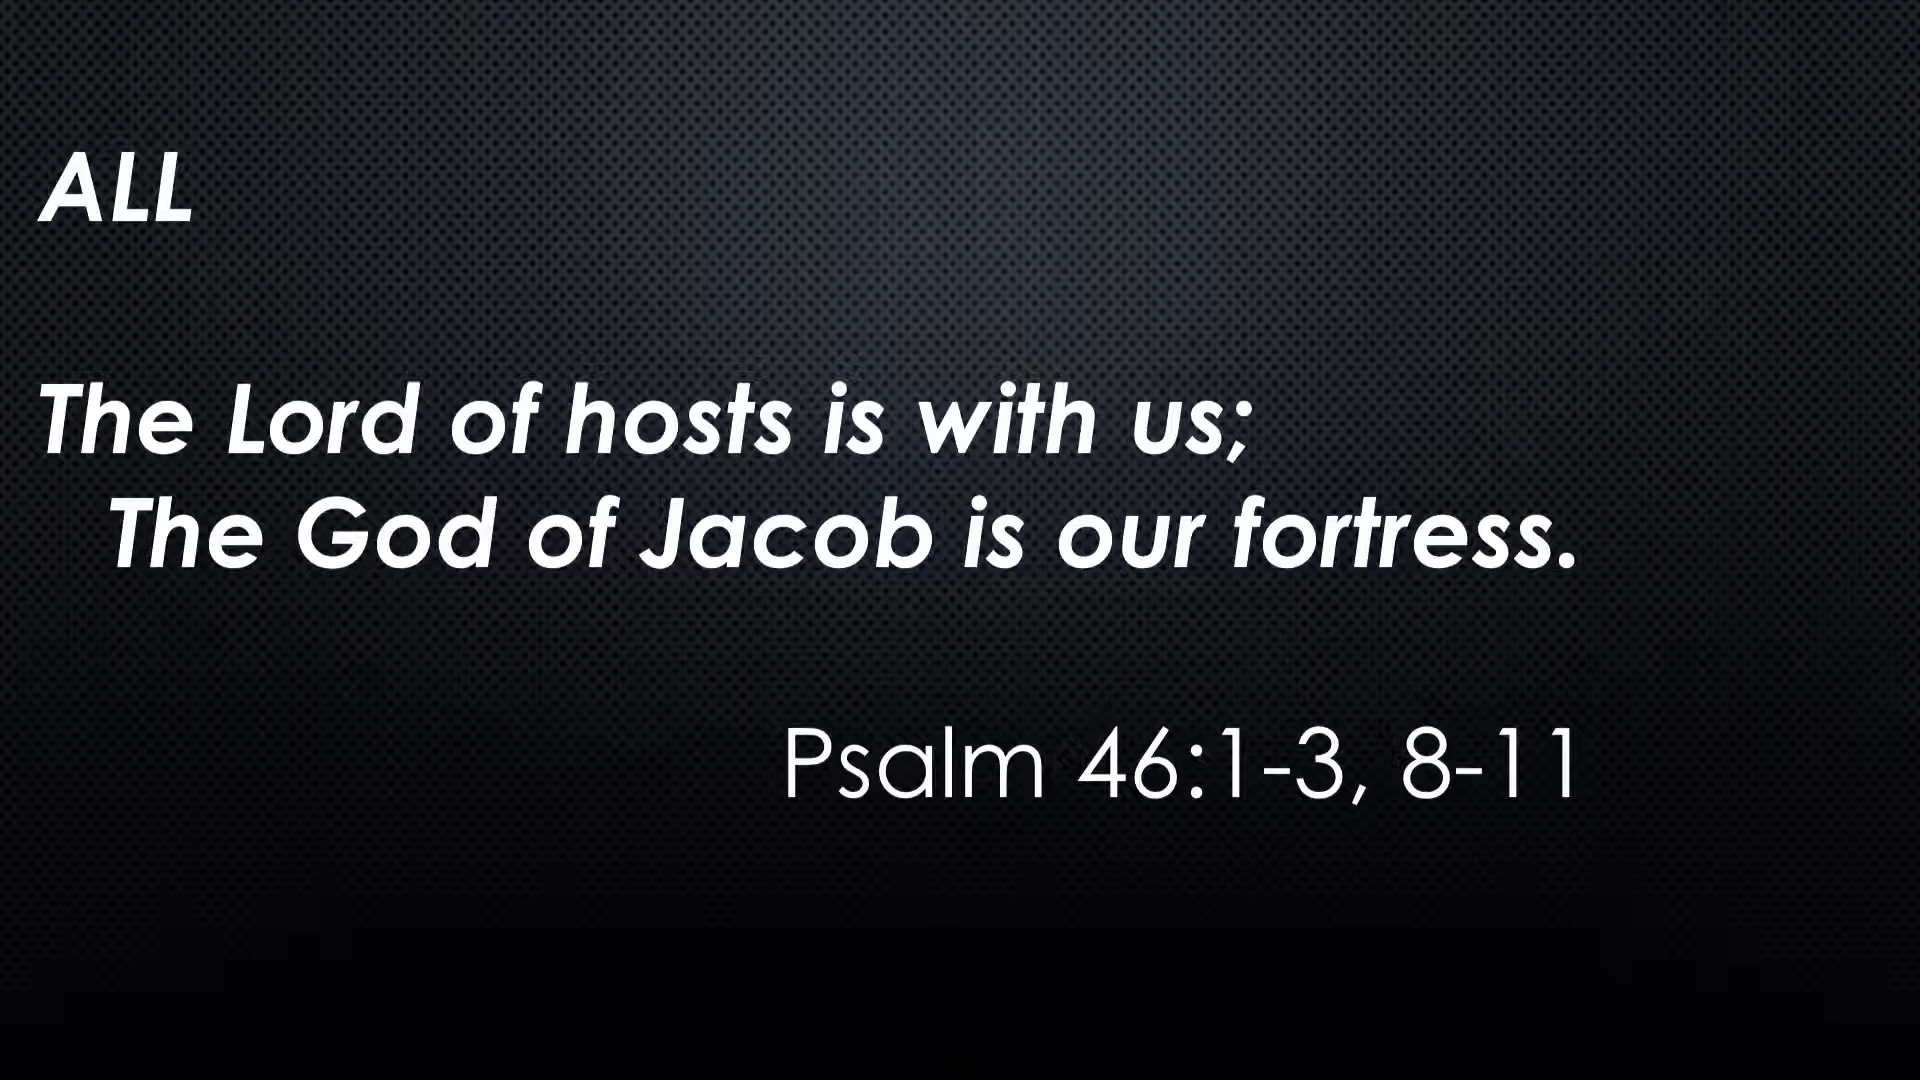 ALL
The Lord of hosts is with us;
The God of Jacob is our fortress.
Psalm 46:1-3, 8-11